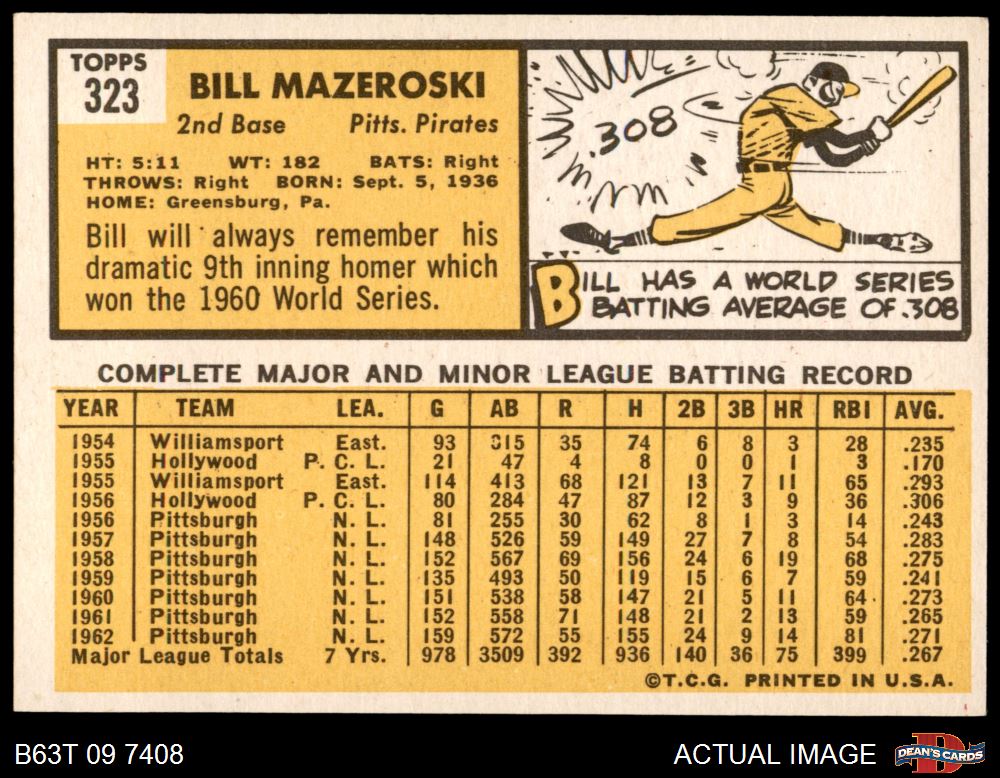 TOPPS
323
BILL MAZEROSKI
2nd Base Pitts. Pirates
HT: 5:11 WT: 182 BATS: Right
THROWS: Right BORN: Sept. 5, 1936
HOME: Greensburg, Pa.
Bill will always remember his
dramatic 9th inning homer which
won the 1960 World Series.
.308
BILL HAS A WORLD SERIES
BATTING AVERAGE OF .308
COMPLETE MAJOR AND MINOR LEAGUE BATTING RECORD
YEAR TEAM LEA. G AB R H 2B 3B HR RBI AVG.
1954 Williamsport East. 93 315 35 74 6 8 3 28 .235
1955 Hollywood P. C. L. 21 47 4 8 0 0 1 3 .170
1955 Williamsport East. 114 413 68 121 13 7 11 65 .293
1956 Hollywood P. C. L. 80 284 47 87 12 3 9 36 .306
1956 Pittsburgh N. L. 81 255 30 62 8 1 3 14 .243
1957 Pittsburgh N. L. 148 526 59 149 27 7 8 54 .283
1958 Pittsburgh N. L. 152 567 69 156 24 6 19 68 .275
1959 Pittsburgh N. L. 135 493 50 119 15 6 7 59 .241
1960 Pittsburgh N. L. 151 538 58 147 21 5 11 64 .273
1961 Pittsburgh N. L. 152 558 71 148 21 2 13 59 .265
1962 Pittsburgh N. L. 159 572 55 155 24 9 14 81 .271
Major League Totals 7 Yrs. 978 3509 392 936 140 36 75 399 .267
©T.C.G. PRINTED IN U.S.A.
B63T 09 7408 ACTUAL IMAGE DEAN'S CARDS